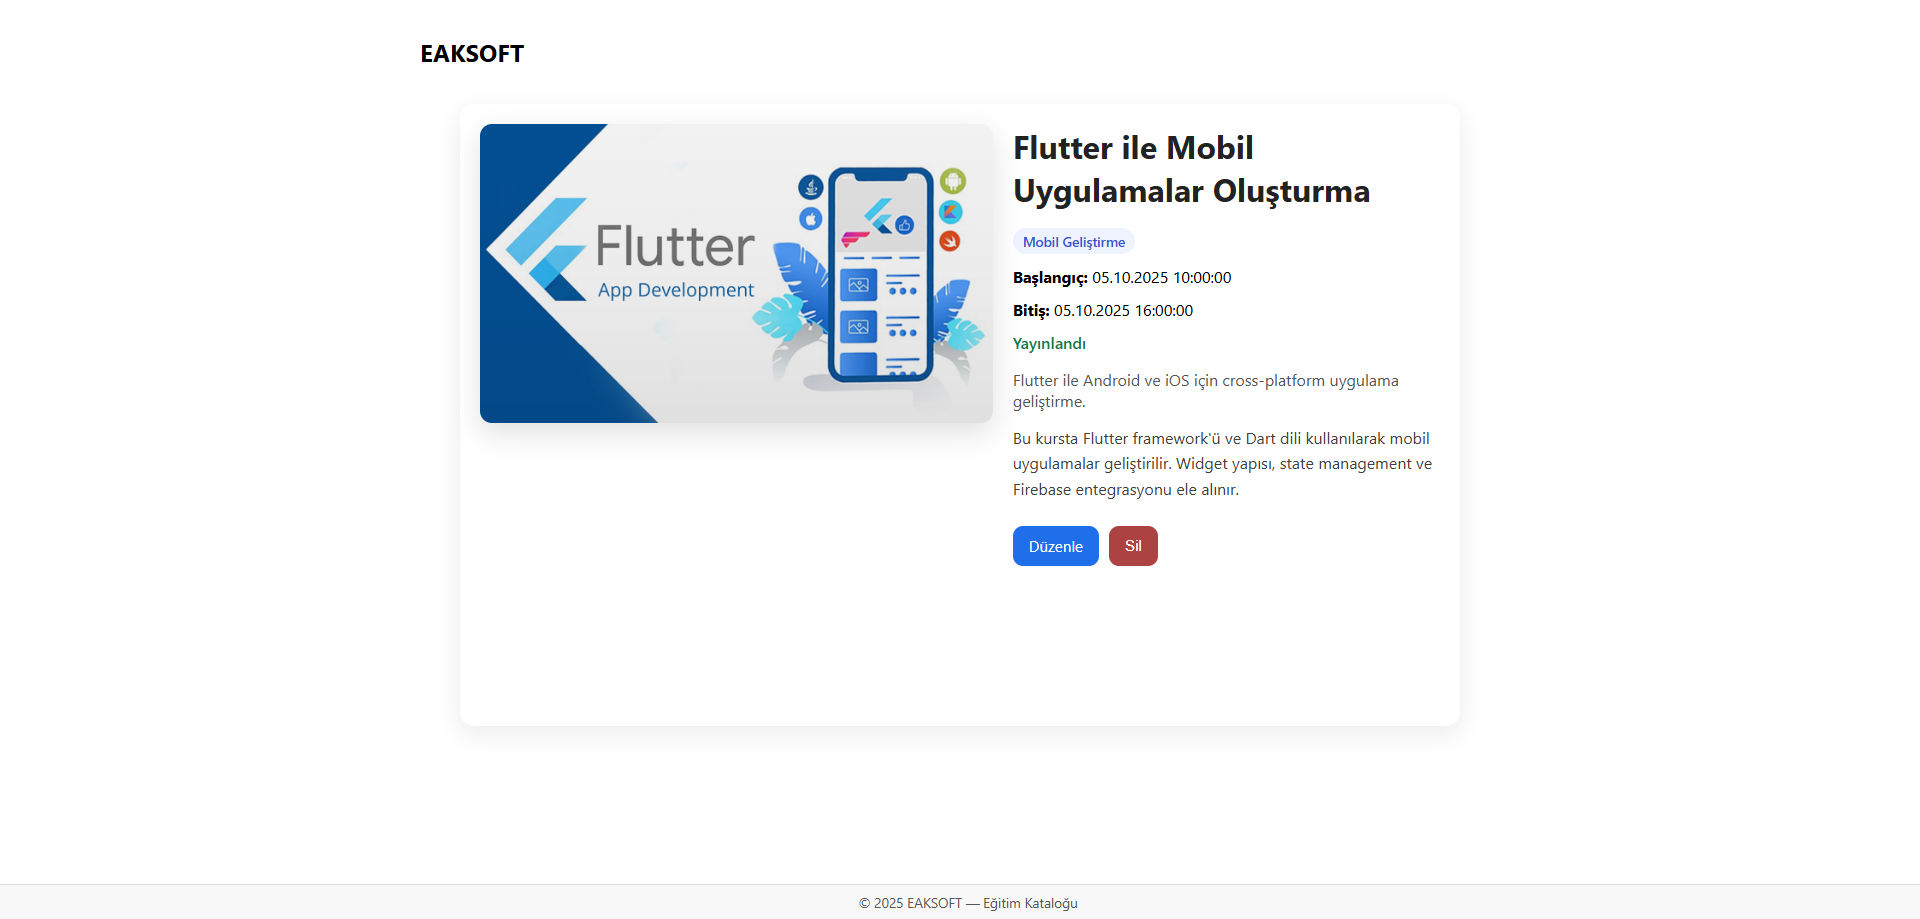 EAKSOFT
Flutter
App Development
Flutter ile Mobil
Uygulamalar Oluşturma
Mobil Geliştirme
Başlangıç: 05.10.2025 10:00:00
Bitiş: 05.10.2025 16:00:00
Yayınlandı
Flutter ile Android ve iOS için cross-platform uygulama
geliştirme.
Bu kursta Flutter framework'ü ve Dart dili kullanılarak mobil
uygulamalar geliştirilir. Widget yapısı, state management ve
Firebase entegrasyonu ele alınır.
Düzenle
Sil
© 2025 EAKSOFT — Eğitim Kataloğu